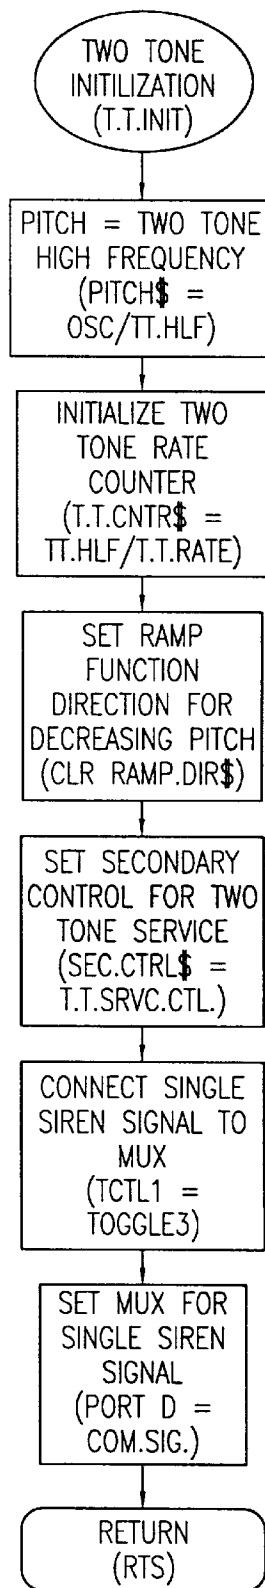 TWO TONE
INITILIZATION
(T.T.INIT)
PITCH = TWO TONE
HIGH FREQUENCY
(PITCH$ =
OSC/TT.HLF)
INITIALIZE TWO
TONE RATE
COUNTER
(T.T.CNTR$ =
TT.HLF/T.T.RATE)
SET RAMP
FUNCTION
DIRECTION FOR
DECREASING PITCH
(CLR RAMP.DIR$)
SET SECONDARY
CONTROL FOR TWO
TONE SERVICE
(SEC.CTRL$ =
T.T.SRVC.CTL.)
CONNECT SINGLE
SIREN SIGNAL TO
MUX
(TCTL1 =
TOGGLE3)
SET MUX FOR
SINGLE SIREN
SIGNAL
(PORT D =
COM.SIG.)
RETURN
(RTS)